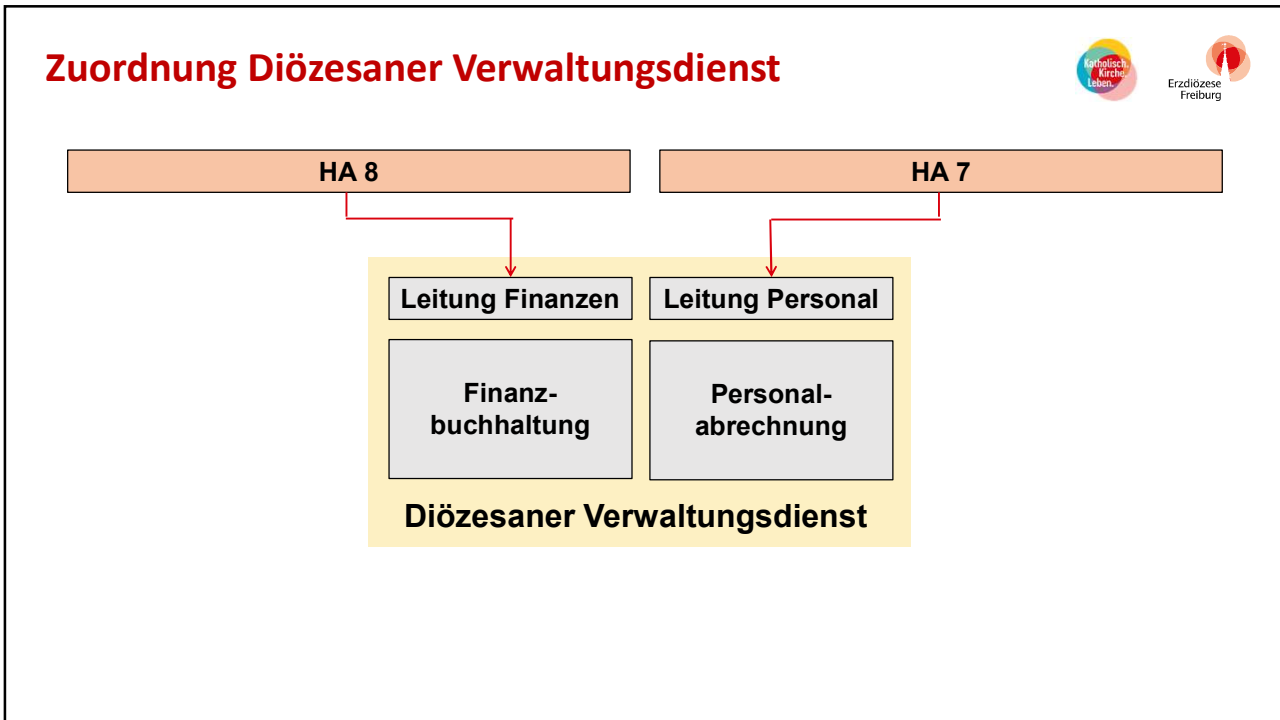 Zuordnung Diözesaner Verwaltungsdienst
Katholisch.
Kirche.
Leben.
Erzdiözese
Freiburg
HA 8
HA 7
Leitung Finanzen
Leitung Personal
Finanz-
buchhaltung
Personal-
abrechnung
Diözesaner Verwaltungsdienst